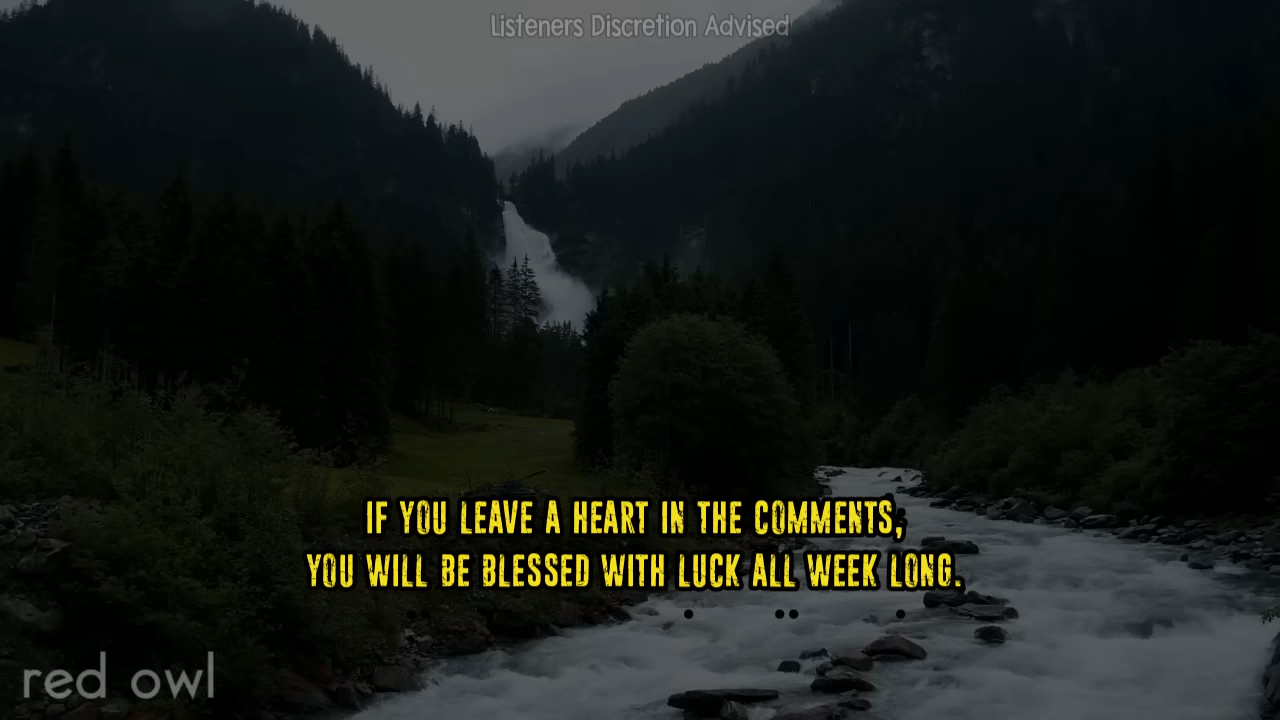 Listeners Discretion Advised
IF YOU LEAVE A HEART IN THE COMMENTS,
YOU WILL BE BLESSED WITH LUCK ALL WEEK LONG.
red owl